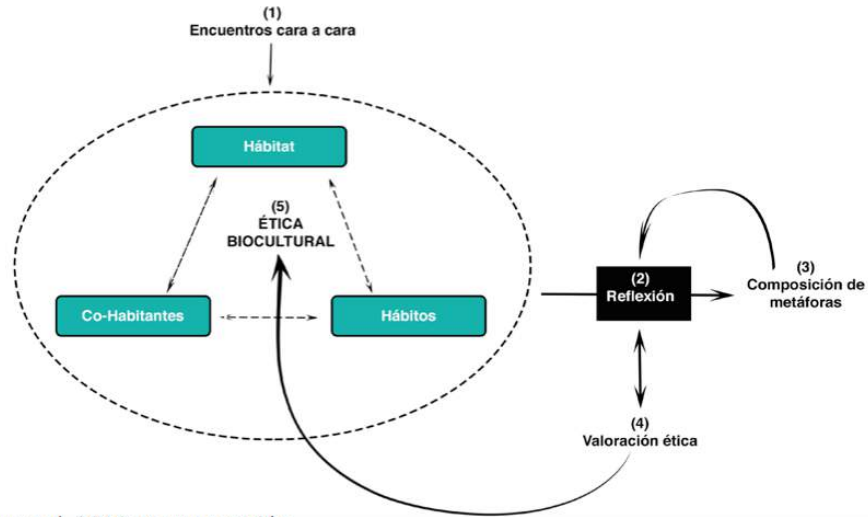 (1)
Encuentros cara a cara
Hábitat
(5)
ÉTICA
BIOCULTURAL
Co-Habitantes
Hábitos
(2)
Reflexión
(3)
Composición de
metáforas
(4)
Valoración ética